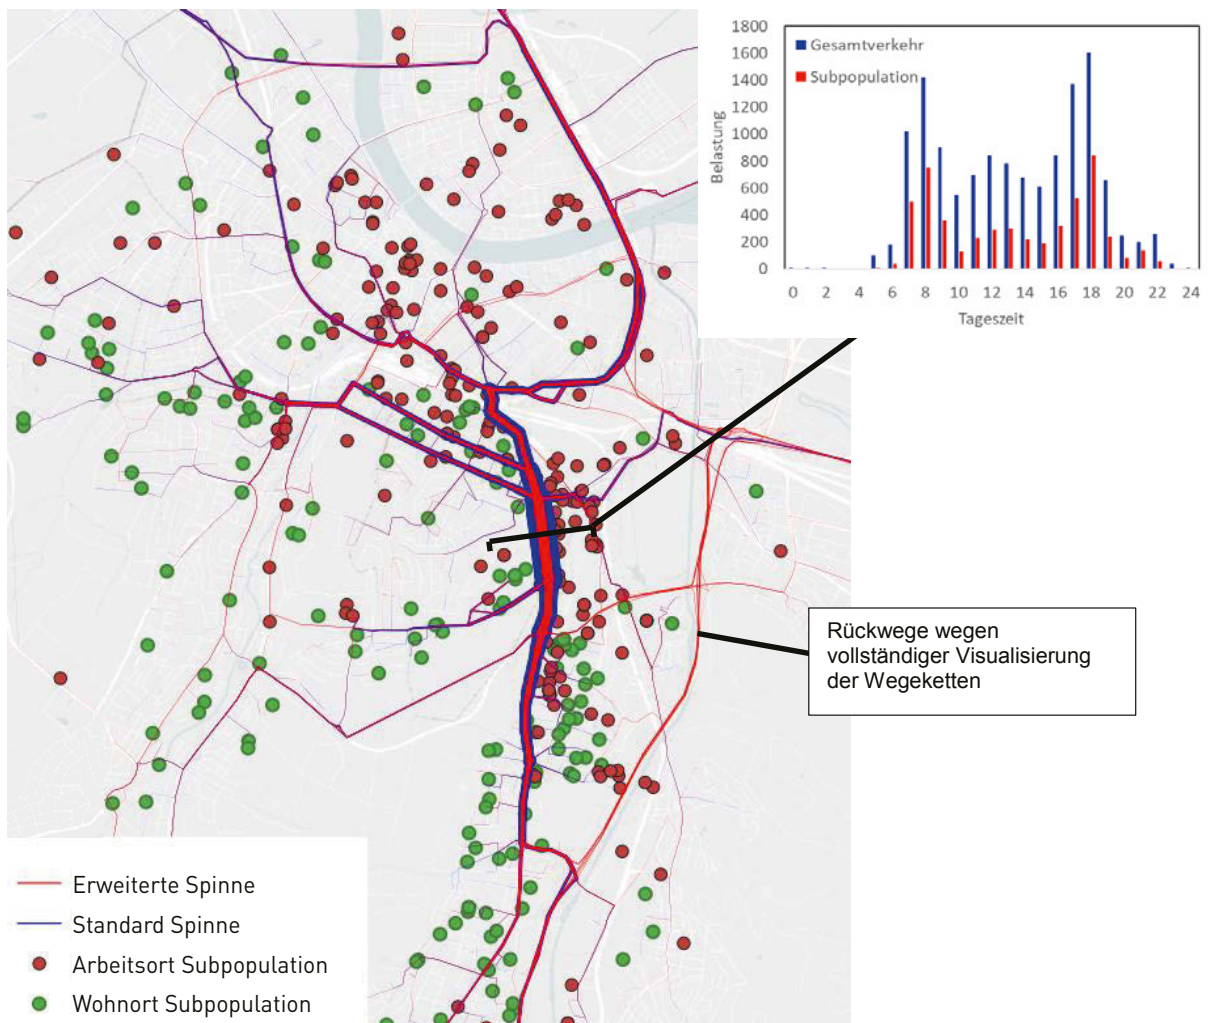 1800
1600
1400
1200
1000
800
600
400
200
0
Belastung
Gesamtverkehr
Subpopulation
0 2 4 6 8 10 12 14 16 18 20 22 24
Tageszeit
Rückwege wegen
vollständiger Visualisierung
der Wegeketten
Erweiterte Spinne
Standard Spinne
Arbeitsort Subpopulation
Wohnort Subpopulation